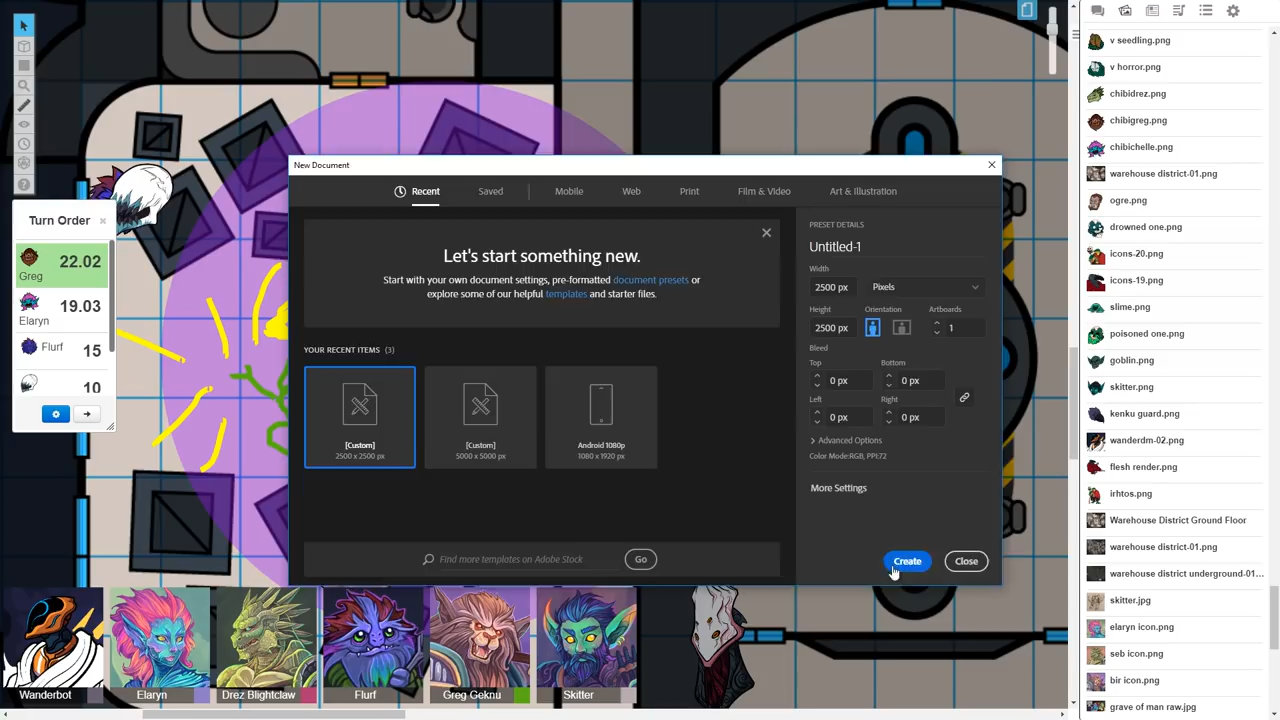 Turn Order ×
Greg 22.02
Elaryn 19.03
Flurf 15
10
New Document
Recent Saved Mobile Web Print Film & Video Art & Illustration
Let's start something new.
Start with your own document settings, pre-formatted document presets or
explore some of our helpful templates and starter files.
YOUR RECENT ITEMS (3)
[Custom]
2500 x 2500 px
[Custom]
5000 x 5000 px
Android 1080p
1080 x 1920 px
Find more templates on Adobe Stock Go
PRESET DETAILS
Untitled-1
Width
2500 px Pixels
Height Orientation Artboards
2500 px 1
Bleed
Top Bottom
0 px 0 px
Left Right
0 px 0 px
Advanced Options
Color Mode:RGB, PPI:72
More Settings
Create Close
Wanderbot Elaryn Drez Blightclaw Flurf Greg Geknu Skitter
v seedling.png
v horror.png
chibidrez.png
chibigreg.png
chibichelle.png
warehouse district-01.png
ogre.png
drowned one.png
icons-20.png
icons-19.png
slime.png
poisoned one.png
goblin.png
skitter.png
kenku guard.png
wanderdm-02.png
flesh render.png
irhtos.png
Warehouse District Ground Floor
warehouse district-01.png
warehouse district underground-01...
skitter.jpg
elaryn icon.png
seb icon.png
bir icon.png
grave of man raw.jpg